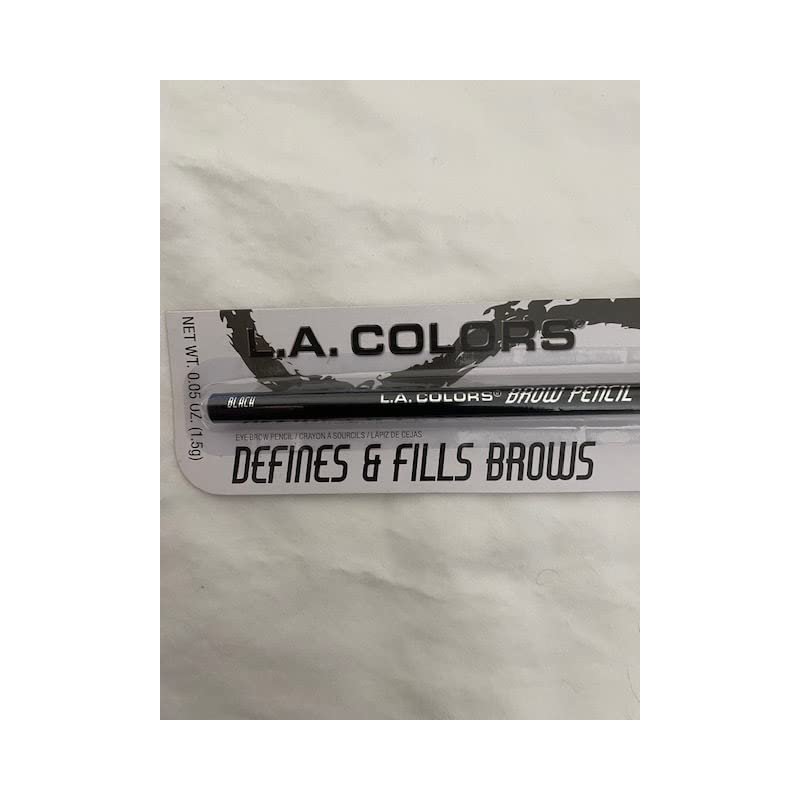 L.A. COLORS®
BLACK
L.A. COLORS® BROW PENCIL
EYE BROW PENCIL / CRAYON À SOURCILS / LÁPIZ DE CEJAS
DEFINES & FILLS BROWS
NET WT. 0.05 OZ. (1.5g)